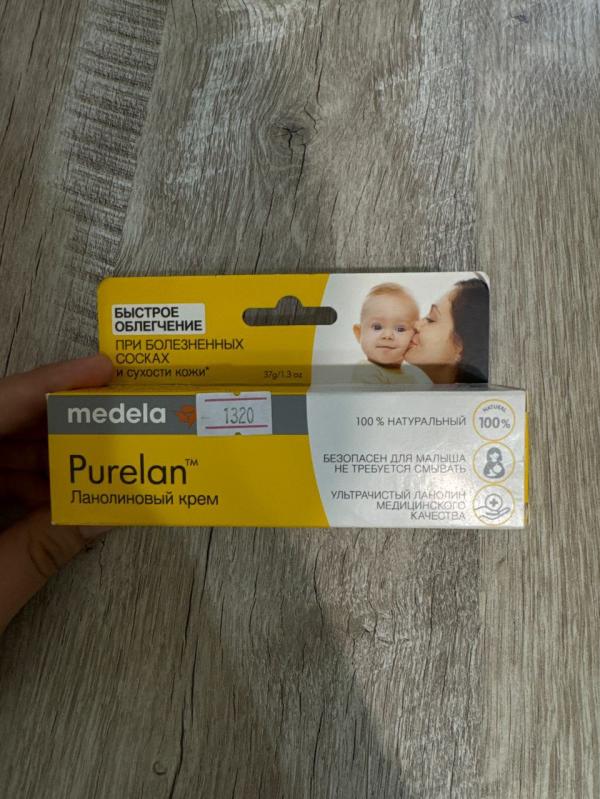 БЫСТРОЕ
ОБЛЕГЧЕНИЕ
ПРИ БОЛЕЗНЕННЫХ
СОСКАХ
И СУХОСТИ КОЖИ*
37g/1.3 oz
medela
1320
Purelan™
Ланолиновый крем
100 % НАТУРАЛЬНЫЙ
NATURAL
100%
БЕЗОПАСЕН ДЛЯ МАЛЫША
НЕ ТРЕБУЕТСЯ СМЫВАТЬ
УЛЬТРАЧИСТЫЙ ЛАНОЛИН
МЕДИЦИНСКОГО
КАЧЕСТВА